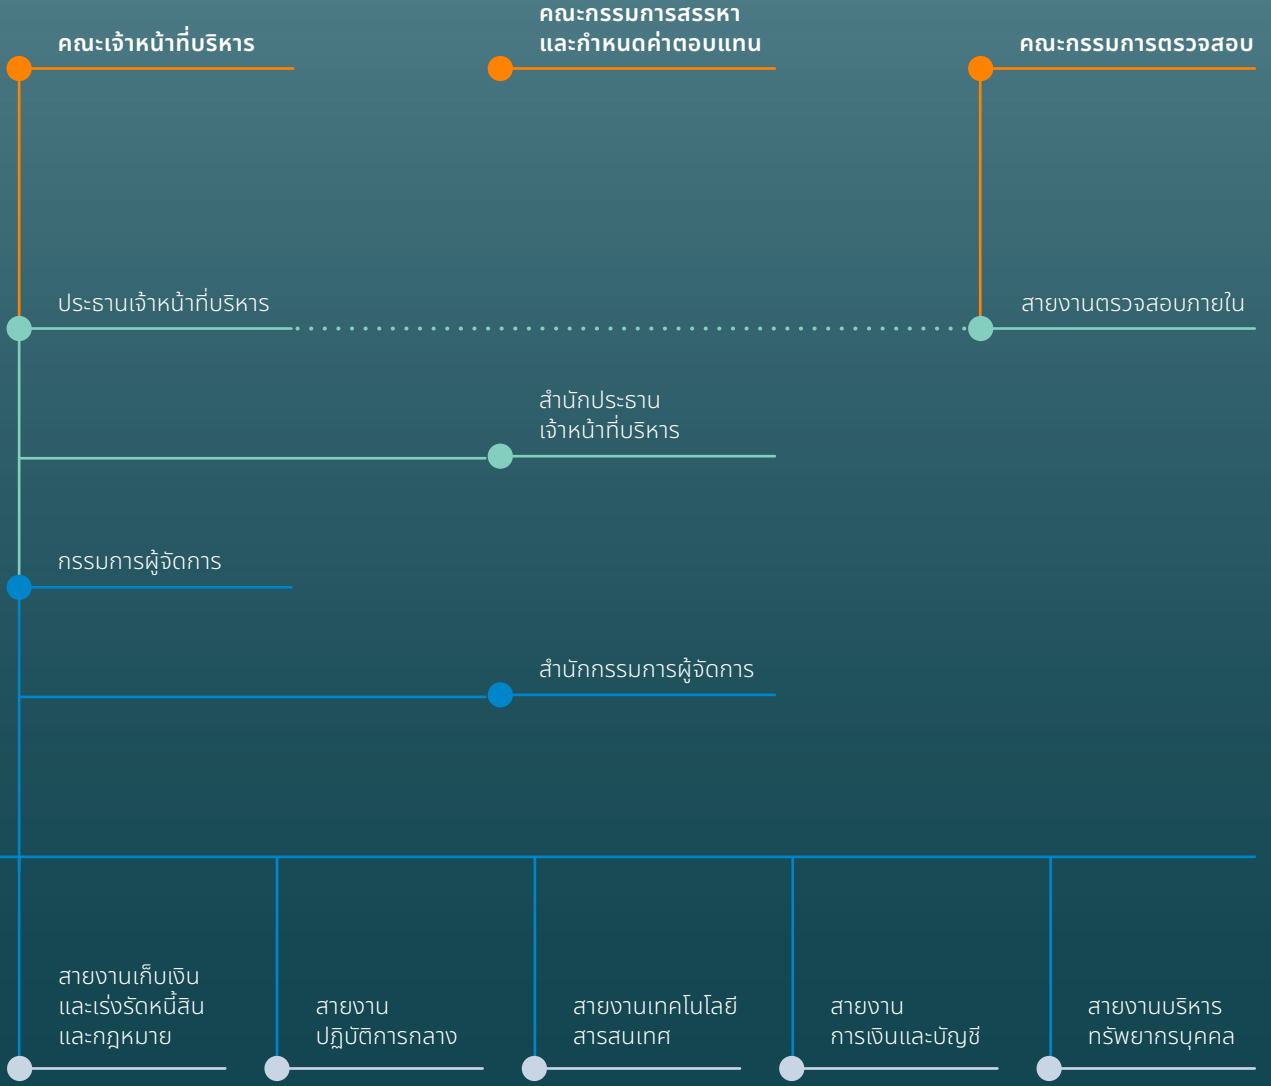 คณะเจ้าหน้าที่บริหาร
คณะกรรมการสรรหา
และกำหนดค่าตอบแทน
คณะกรรมการตรวจสอบ
ประธานเจ้าหน้าที่บริหาร
สายงานตรวจสอบภายใน
สำนักประธาน
เจ้าหน้าที่บริหาร
กรรมการผู้จัดการ
สำนักกรรมการผู้จัดการ
สายงานเก็บเงิน
และเร่งรัดหนี้สิน
และกฎหมาย
สายงาน
ปฏิบัติการกลาง
สายงานเทคโนโลยี
สารสนเทศ
สายงาน
การเงินและบัญชี
สายงานบริหาร
ทรัพยากรบุคคล